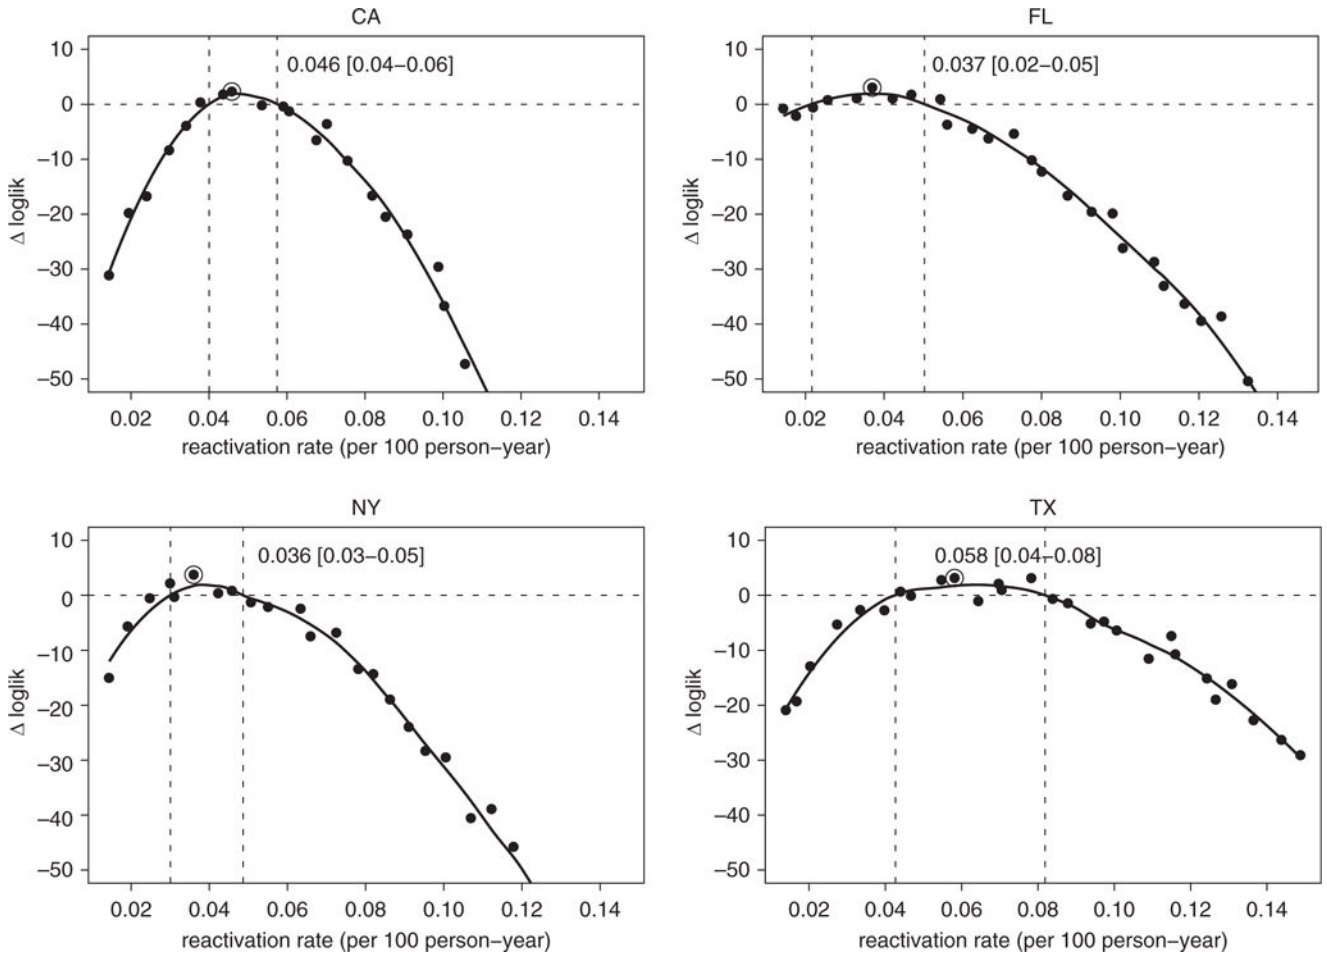 CA
10
0
–10
–20
–30
–40
–50
Δ loglik
0.046 [0.04–0.06]
0.02 0.04 0.06 0.08 0.10 0.12 0.14
reactivation rate (per 100 person–year)
FL
10
0
–10
–20
–30
–40
–50
Δ loglik
0.037 [0.02–0.05]
0.02 0.04 0.06 0.08 0.10 0.12 0.14
reactivation rate (per 100 person–year)
NY
10
0
–10
–20
–30
–40
–50
Δ loglik
0.036 [0.03–0.05]
0.02 0.04 0.06 0.08 0.10 0.12 0.14
reactivation rate (per 100 person–year)
TX
10
0
–10
–20
–30
–40
–50
Δ loglik
0.058 [0.04–0.08]
0.02 0.04 0.06 0.08 0.10 0.12 0.14
reactivation rate (per 100 person–year)